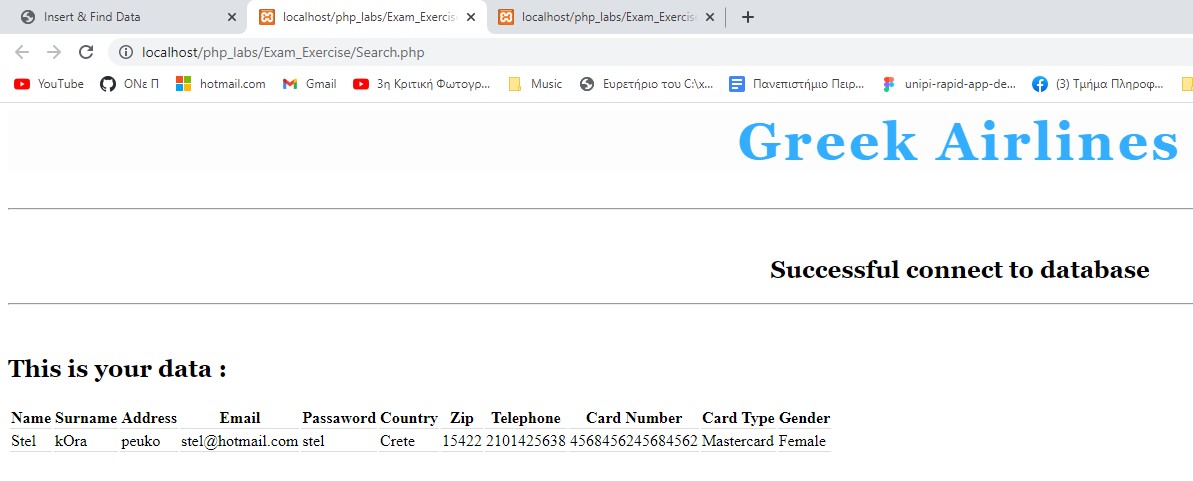 Insert & Find Data localhost/php_labs/Exam_Exercis localhost/php_labs/Exam_Exercis
localhost/php_labs/Exam_Exercise/Search.php
YouTube ΟΝε Π hotmail.com Gmail 3η Κριτική Φωτογρ... Music Ευρετήριο του C:\x... Πανεπιστήμιο Πειρ... unipi-rapid-app-de... (3) Τμήμα Πληροφ...
Greek Airlines
Successful connect to database
This is your data :
Name Surname Address Email Passaword Country Zip Telephone Card Number Card Type Gender
Stel kOra peuko stel@hotmail.com stel Crete 15422 2101425638 4568456245684562 Mastercard Female